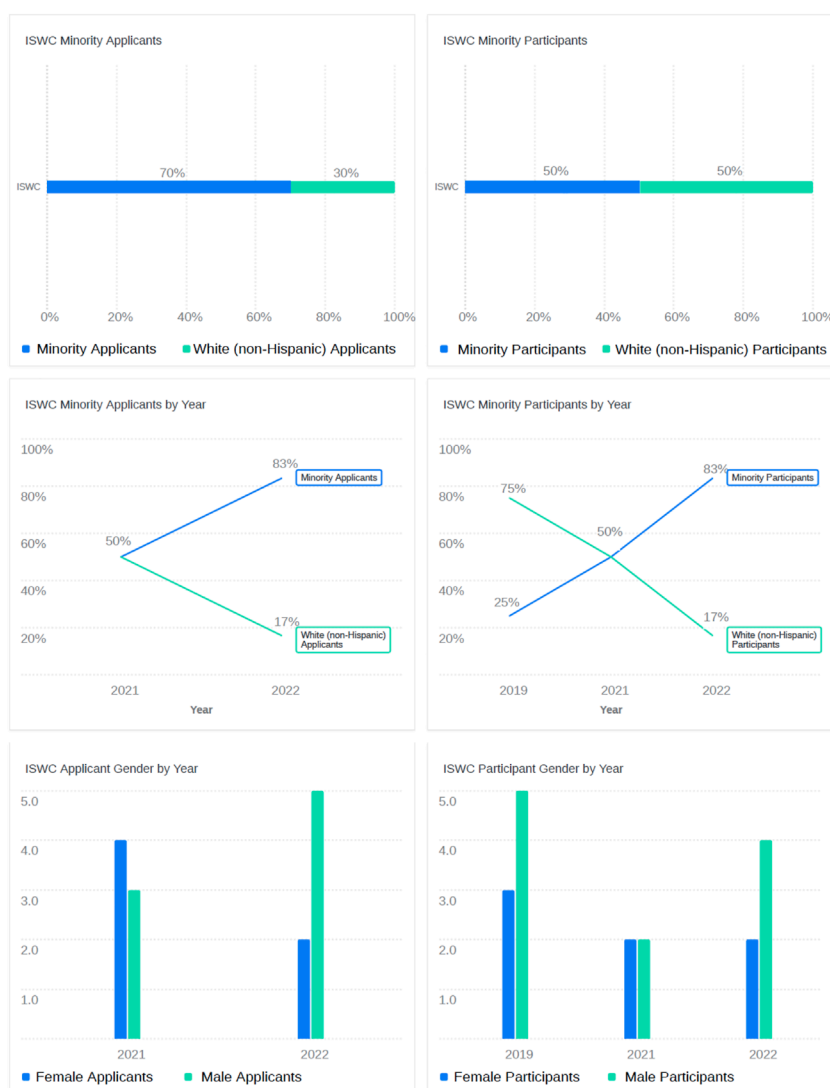 ISWC Minority Applicants
70% 30%
ISWC
0% 20% 40% 60% 80% 100%
Minority Applicants White (non-Hispanic) Applicants
ISWC Minority Participants
50% 50%
ISWC
0% 20% 40% 60% 80% 100%
Minority Participants White (non-Hispanic) Participants
ISWC Minority Applicants by Year
100%
83%
Minority Applicants
80%
50%
60%
40%
17%
White (non-Hispanic)
Applicants
20%
2021 2022
Year
ISWC Minority Participants by Year
100%
83%
Minority Participants
75%
80%
50%
60%
40%
25%
17%
White (non-Hispanic)
Participants
20%
2019 2021 2022
Year
ISWC Applicant Gender by Year
5.0
4.0
3.0
2.0
1.0
2021 2022
Female Applicants Male Applicants
ISWC Participant Gender by Year
5.0
4.0
3.0
2.0
1.0
2019 2021 2022
Female Participants Male Participants